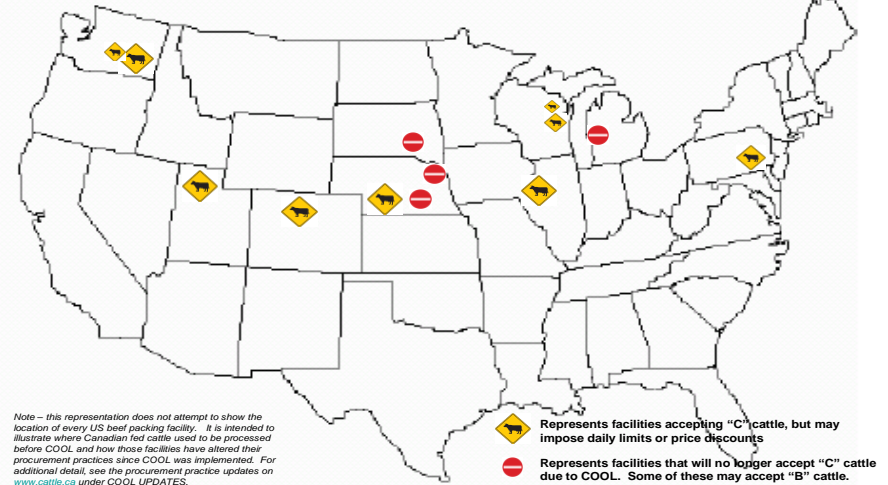 Note – this representation does not attempt to show the
location of every US beef packing facility.  It is intended to
illustrate where Canadian fed cattle used to be processed
before COOL and how those facilities have altered their
procurement practices since COOL was implemented.  For
additional detail, see the procurement practice updates on
www.cattle.ca under COOL UPDATES.
Represents facilities accepting “C” cattle, but may
impose daily limits or price discounts
Represents facilities that will no longer accept “C” cattle
due to COOL.  Some of these may accept “B” cattle.